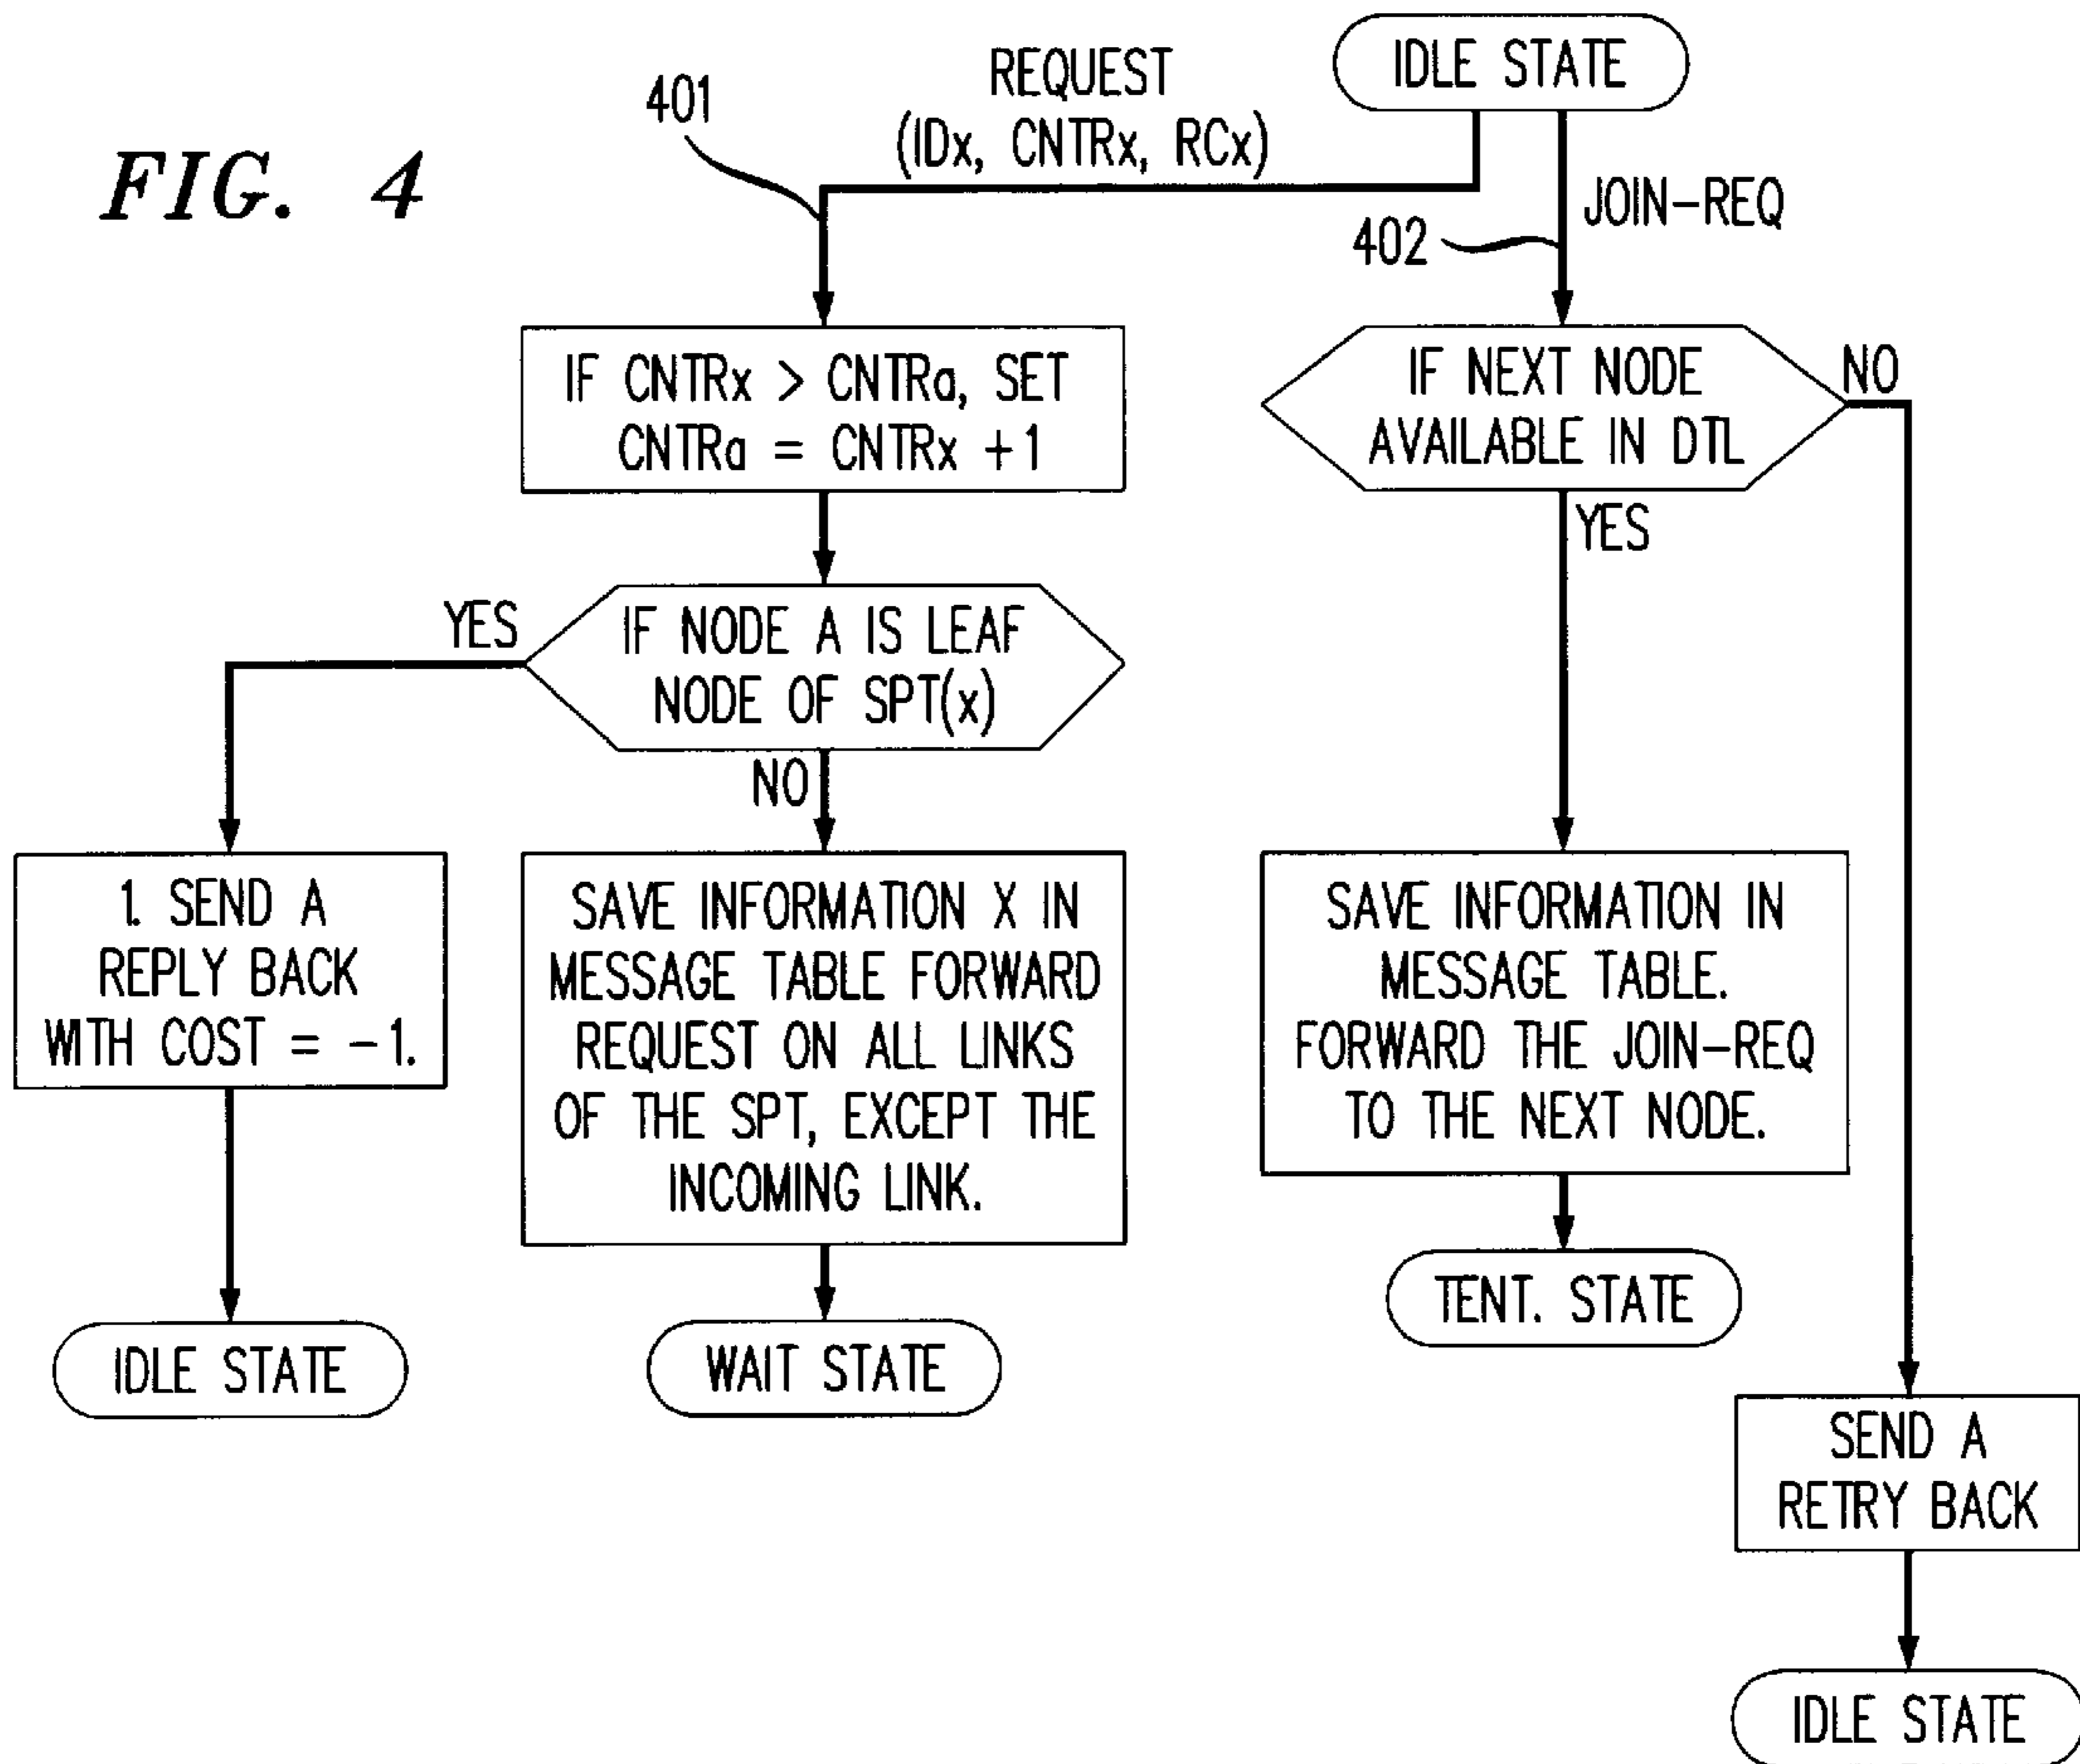 FIG. 4
IDLE STATE
REQUEST
(IDx, CNTRx, RCx)
401
JOIN-REQ
402
IF CNTRx > CNTRa, SET
CNTRa = CNTRx +1
IF NEXT NODE
AVAILABLE IN DTL
NO
YES
YES
IF NODE A IS LEAF
NODE OF SPT(x)
NO
1. SEND A
REPLY BACK
WITH COST = -1.
SAVE INFORMATION X IN
MESSAGE TABLE FORWARD
REQUEST ON ALL LINKS
OF THE SPT, EXCEPT THE
INCOMING LINK.
SAVE INFORMATION IN
MESSAGE TABLE.
FORWARD THE JOIN-REQ
TO THE NEXT NODE.
IDLE STATE
WAIT STATE
TENT. STATE
SEND A
RETRY BACK
IDLE STATE